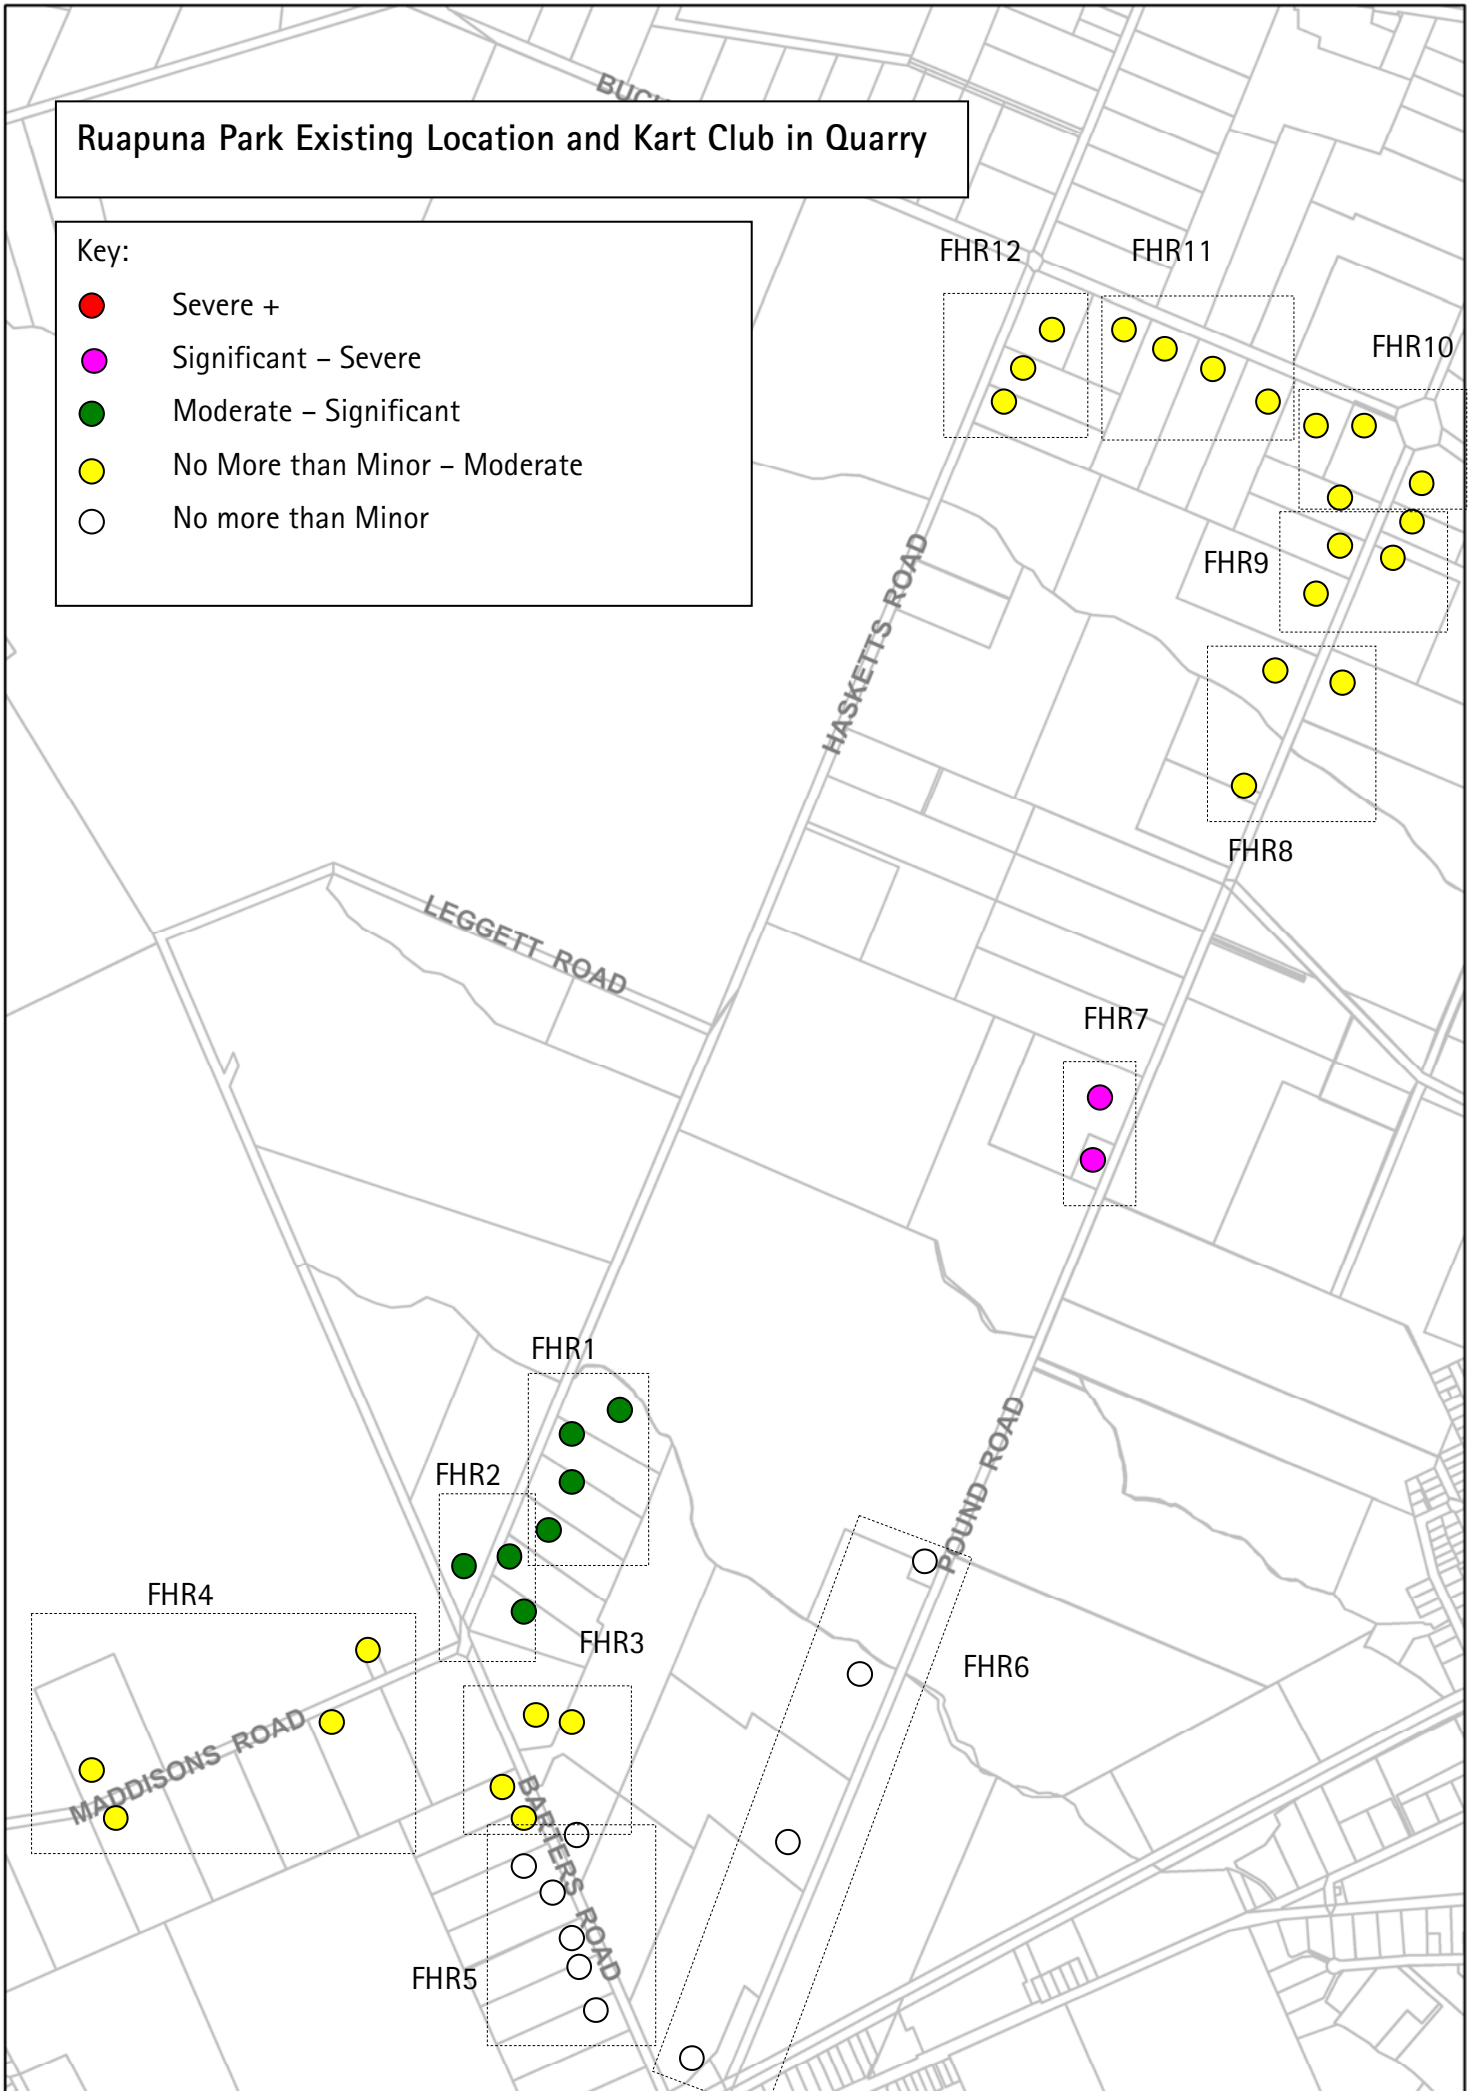 BUC
Ruapuna Park Existing Location and Kart Club in Quarry
Key:
Severe +
Significant – Severe
Moderate – Significant
No More than Minor – Moderate
No more than Minor
FHR12
FHR11
FHR10
FHR9
HASKETTS ROAD
FHR8
LEGGETT ROAD
FHR7
FHR1
FHR2
POUND ROAD
FHR4
FHR3
FHR6
MADDISONS ROAD
BARTERS ROAD
FHR5